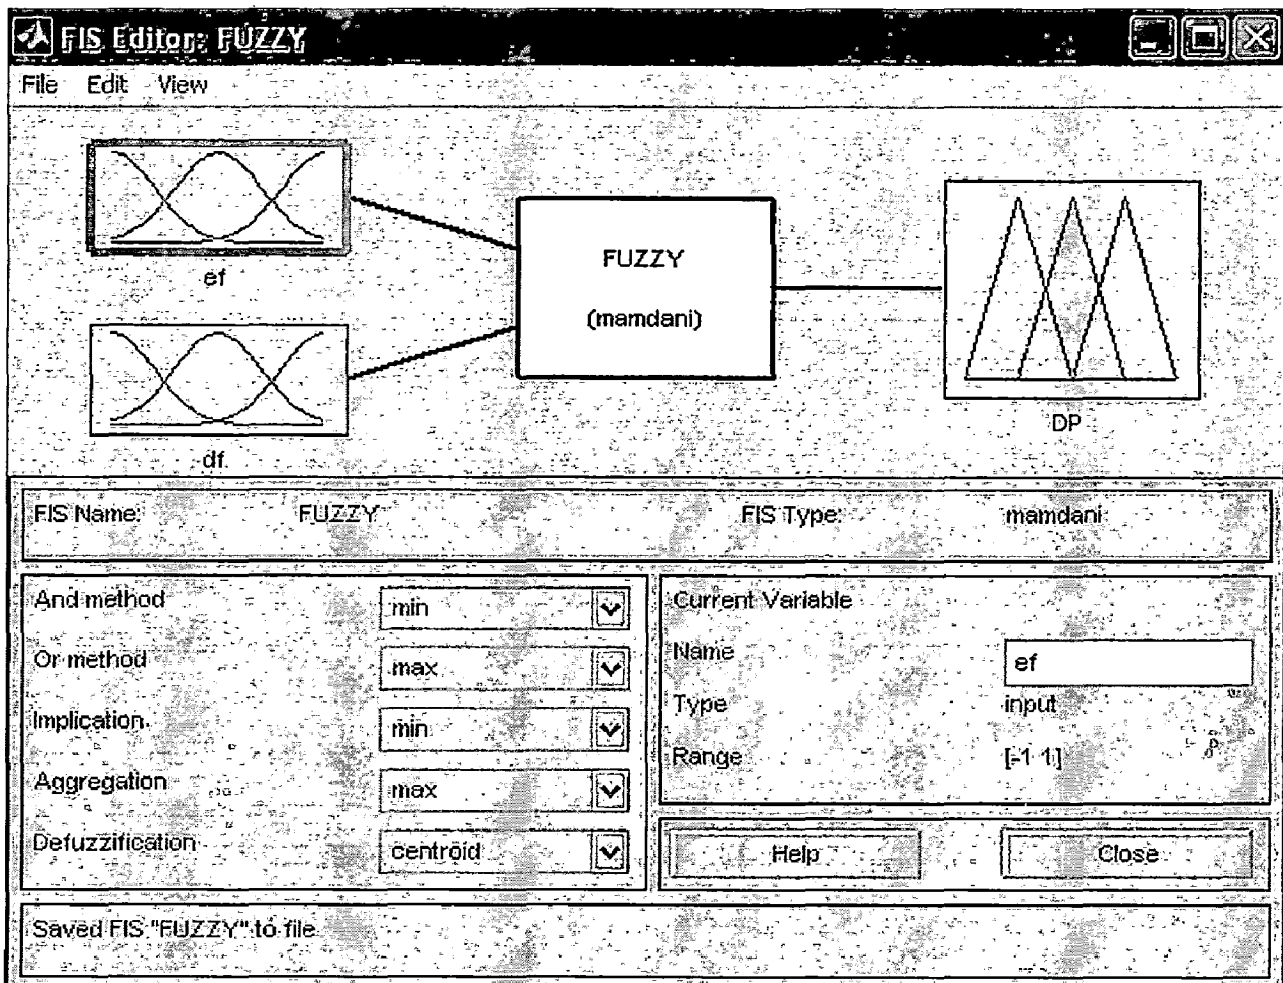 FIS Editor: FUZZY
File Edit View
ef
df
FUZZY
(mamdani)
DP
FIS Name: FUZZY FIS Type: mamdani
And method min
Or method max
Implication min
Aggregation max
Defuzzification centroid
Current Variable
Name ef
Type input
Range [-1 1]
Help Close
Saved FIS "FUZZY" to file